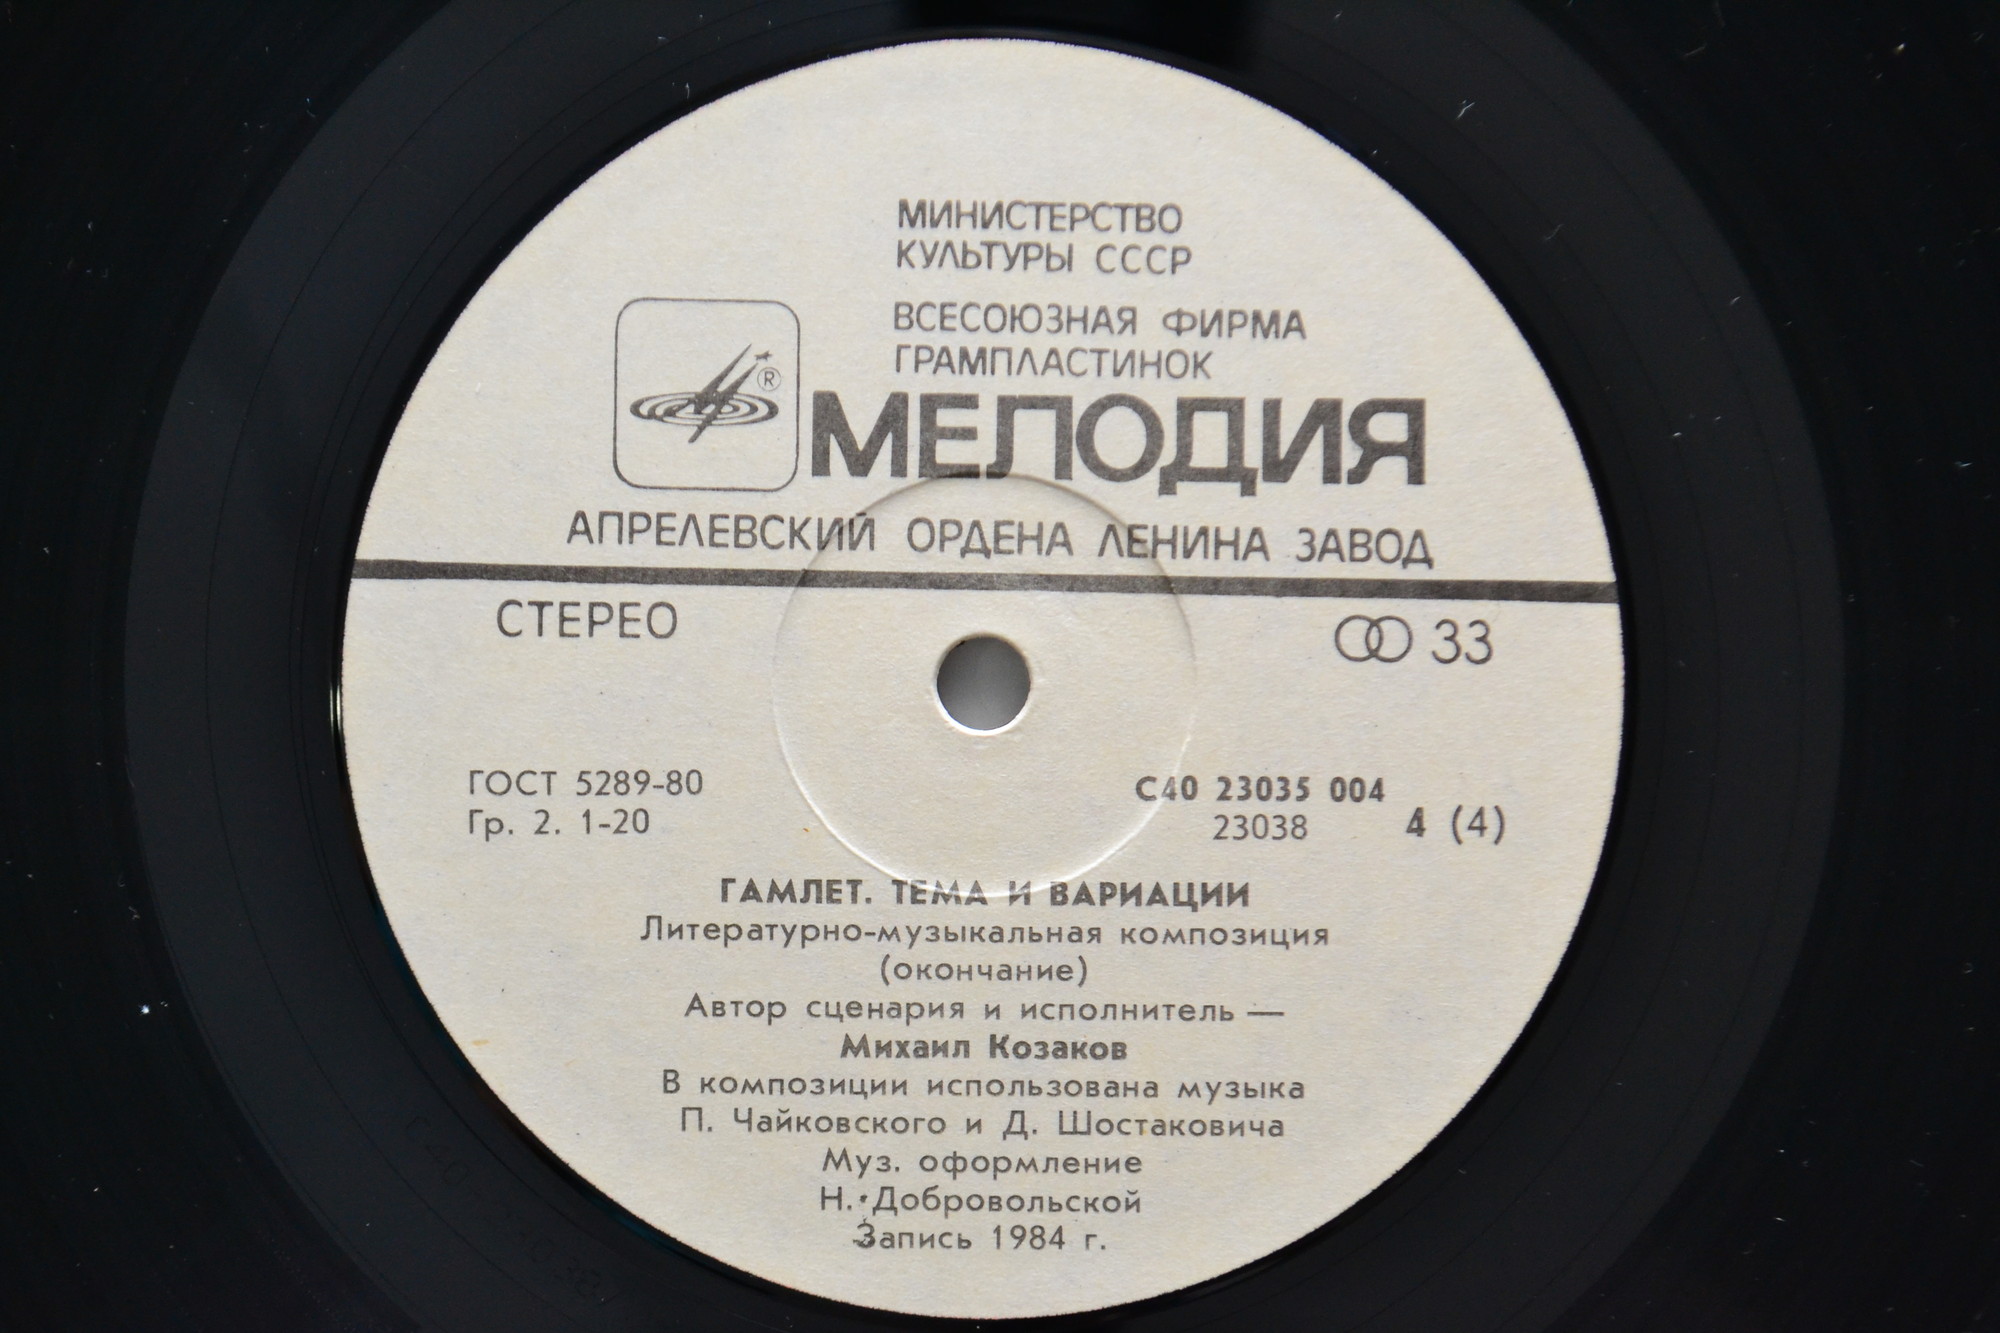 МИНИСТЕРСТВО
КУЛЬТУРЫ СССР
ВСЕСОЮЗНАЯ ФИРМА
ГРАМПЛАСТИНОК
®
МЕЛОДИЯ
АПРЕЛЕВСКИЙ ОРДЕНА ЛЕНИНА ЗАВОД
СТЕРЕО
33
ГОСТ 5289-80
Гр. 2. 1-20
С40 23035 004
23038 4 (4)
ГАМЛЕТ. ТЕМА И ВАРИАЦИИ
Литературно-музыкальная композиция
(окончание)
Автор сценария и исполнитель —
Михаил Козаков
В композиции использована музыка
П. Чайковского и Д. Шостаковича
Муз. оформление
Н. Добровольской
Запись 1984 г.